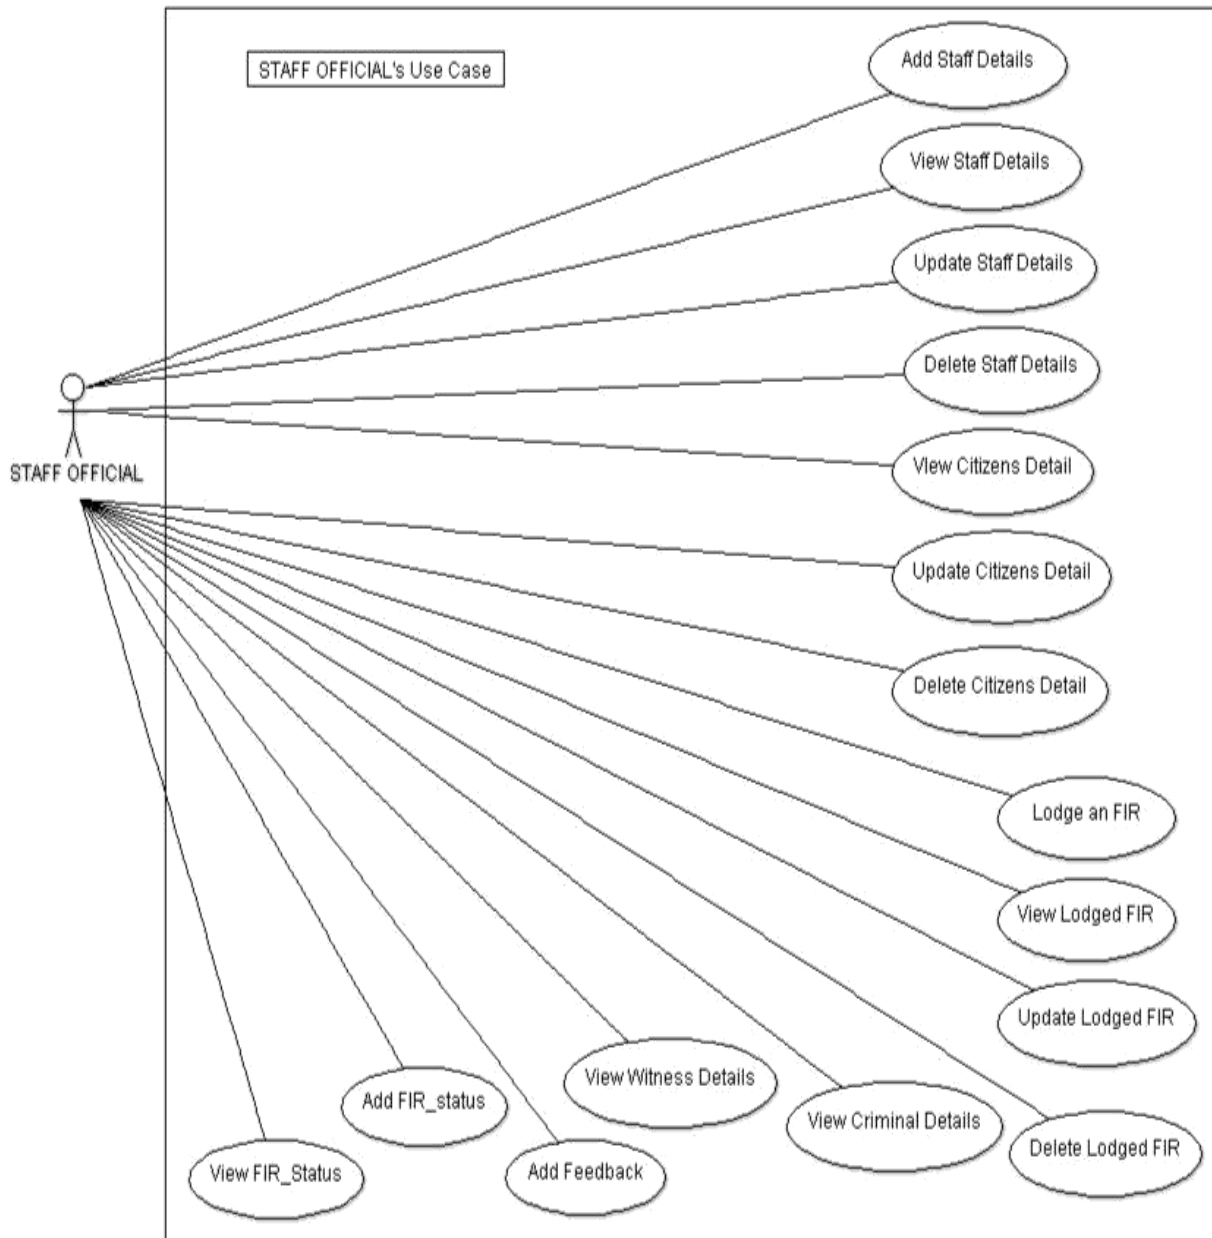 STAFF OFFICIAL's Use Case
Add Staff Details
View Staff Details
Update Staff Details
Delete Staff Details
STAFF OFFICIAL
View Citizens Detail
Update Citizens Detail
Delete Citizens Detail
Lodge an FIR
View Lodged FIR
Update Lodged FIR
View Witness Details
Add FIR_status
View Criminal Details
Delete Lodged FIR
View FIR_Status
Add Feedback